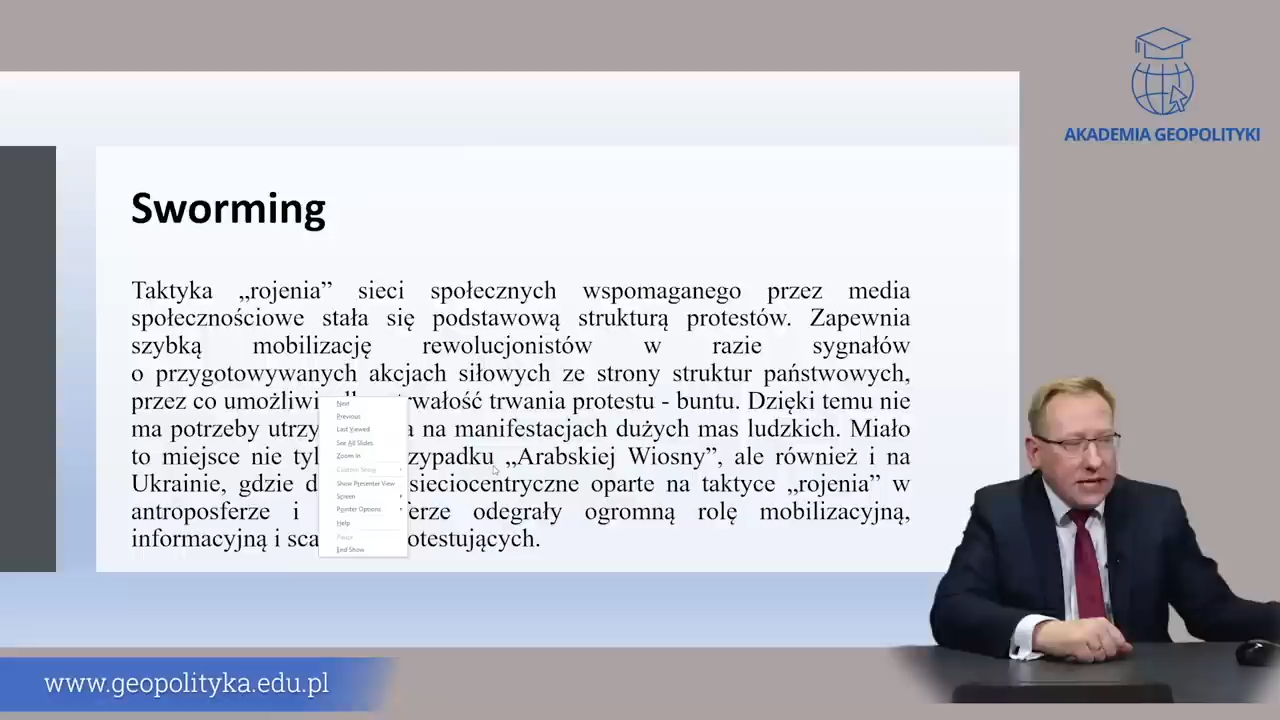 AKADEMIA GEOPOLITYKI
Sworming
Taktyka „rojenia” sieci społecznych wspomaganego przez media
społecznościowe stała się podstawową strukturą protestów. Zapewnia
szybką mobilizację rewolucjonistów w razie sygnałów
o przygotowywanych akcjach siłowych ze strony struktur państwowych,
przez co umożliwi trwałość trwania protestu - buntu. Dzięki temu nie
ma potrzeby utrzy na manifestacjach dużych mas ludzkich. Miało
to miejsce nie tyl zypadku „Arabskiej Wiosny”, ale również i na
Ukrainie, gdzie d sieciocentryczne oparte na taktyce „rojenia” w
antroposferze i ferze odegrały ogromną rolę mobilizacyjną,
informacyjną i sca otestujących.
Next
Previous
Last Viewed
See All Slides
Zoom In
Custom Show
Show Presenter View
Screen
Pointer Options
Help
Pause
End Show
www.geopolityka.edu.pl